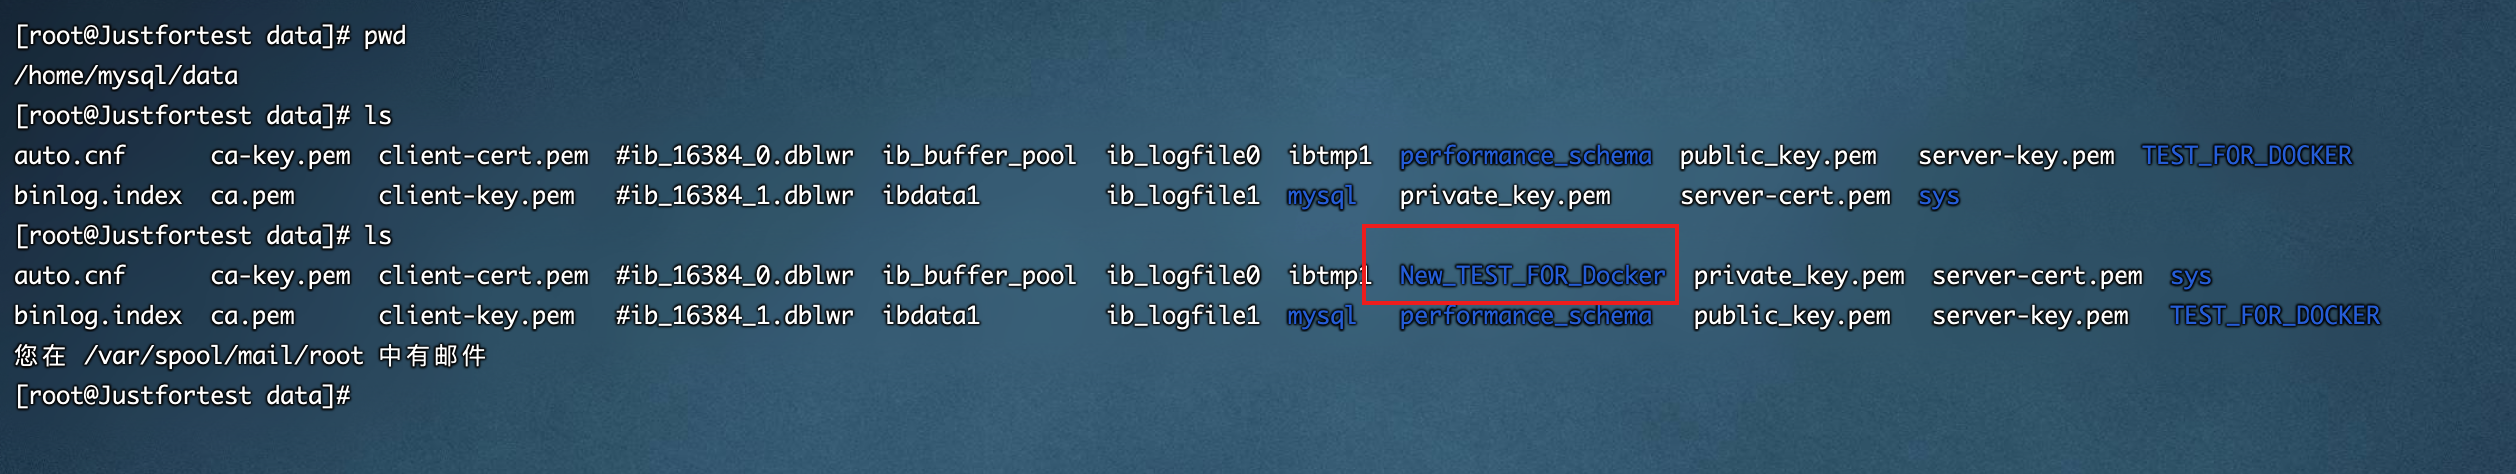 [root@Justfortest data]# pwd
/home/mysql/data
[root@Justfortest data]# ls
auto.cnf ca-key.pem client-cert.pem #ib_16384_0.dblwr ib_buffer_pool ib_logfile0 ibtmp1 performance_schema public_key.pem server-key.pem TEST_FOR_DOCKER
binlog.index ca.pem client-key.pem #ib_16384_1.dblwr ibdata1 ib_logfile1 mysql private_key.pem server-cert.pem sys
[root@Justfortest data]# ls
auto.cnf ca-key.pem client-cert.pem #ib_16384_0.dblwr ib_buffer_pool ib_logfile0 ibtmp1 New_TEST_FOR_Docker private_key.pem server-cert.pem sys
binlog.index ca.pem client-key.pem #ib_16384_1.dblwr ibdata1 ib_logfile1 mysql performance_schema public_key.pem server-key.pem TEST_FOR_DOCKER
您在 /var/spool/mail/root 中有邮件
[root@Justfortest data]#